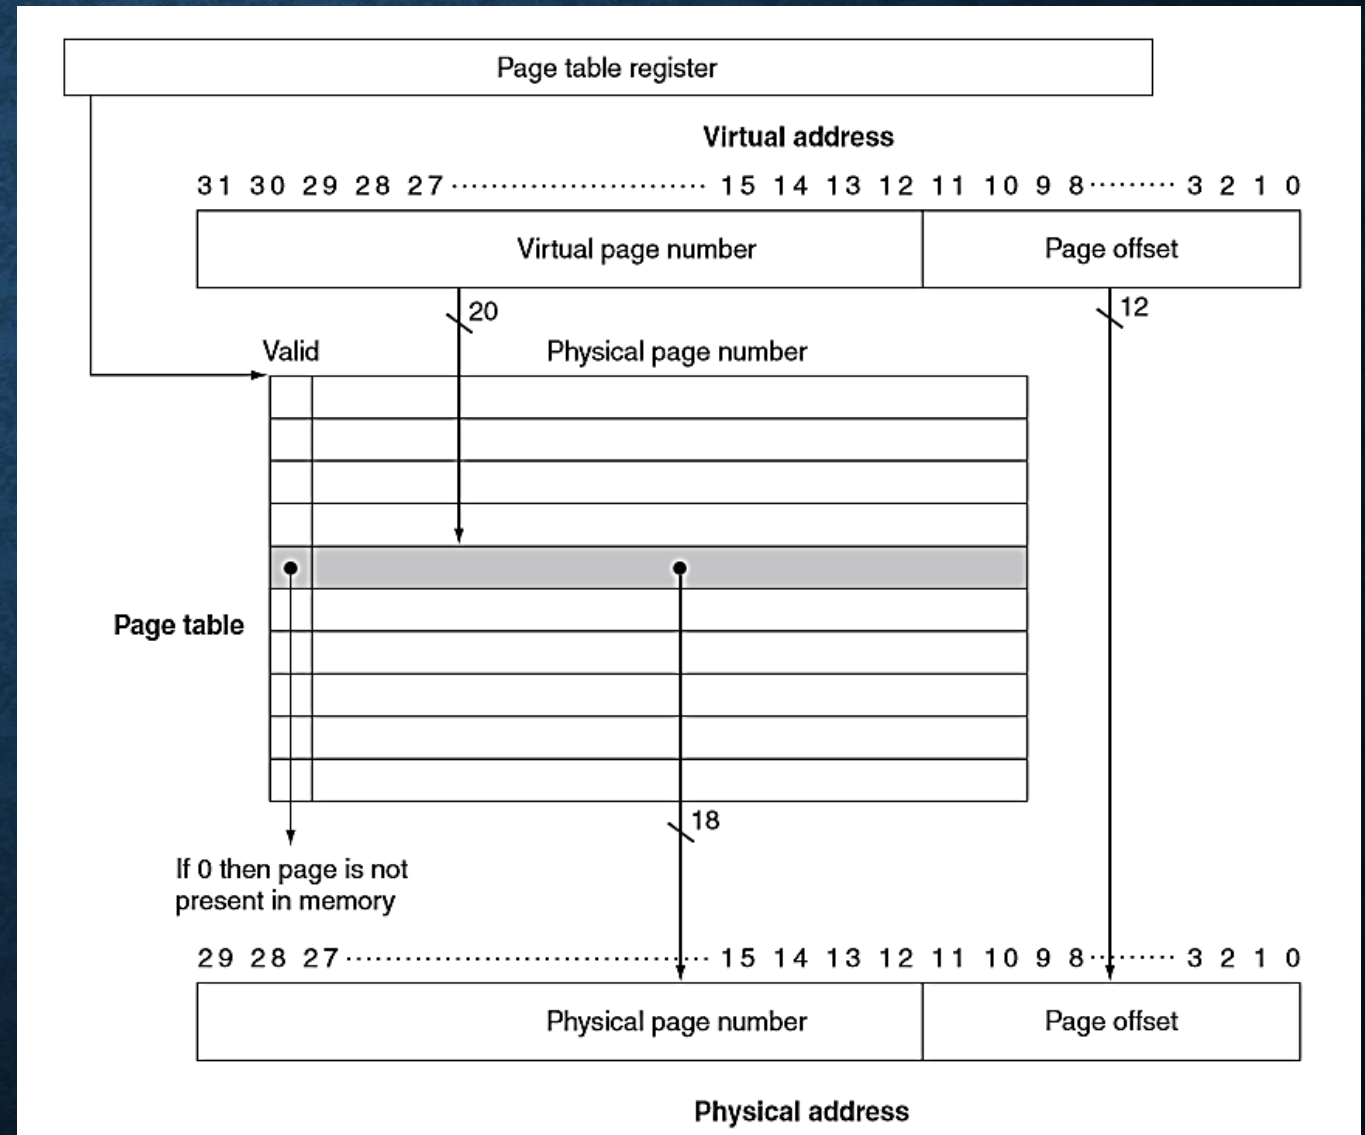 Page table register
Virtual address
31 30 29 28 27 ........................ 15 14 13 12 11 10 9 8 ......... 3 2 1 0
Virtual page number Page offset
20 12
Valid Physical page number
Page table
18
If 0 then page is not
present in memory
29 28 27 .................................. 15 14 13 12 11 10 9 8 ......... 3 2 1 0
Physical page number Page offset
Physical address